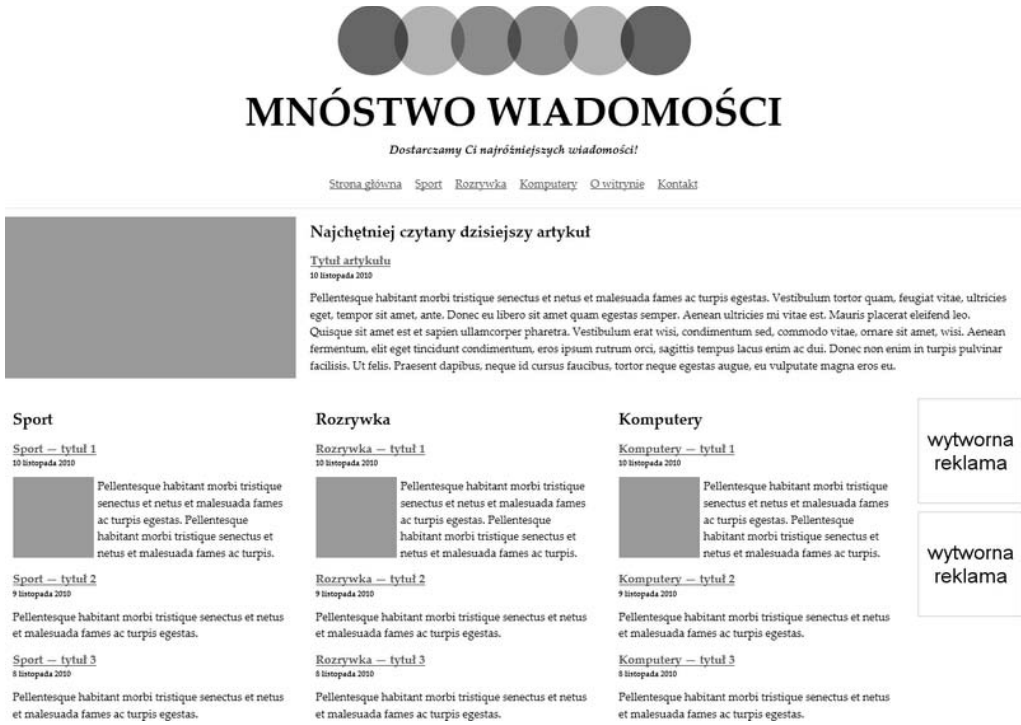 MNÓSTWO WIADOMOŚCI
Dostarczamy Ci najróżniejszych wiadomości!
Strona główna Sport Rozrywka Komputery O witrynie Kontakt
Najchętniej czytany dzisiejszy artykuł
Tytuł artykułu
10 listopada 2010
Pellentesque habitant morbi tristique senectus et netus et malesuada fames ac turpis egestas. Vestibulum tortor quam, feugiat vitae, ultricies
eget, tempor sit amet, ante. Donec eu libero sit amet quam egestas semper. Aenean ultricies mi vitae est. Mauris placerat eleifend leo.
Quisque sit amet est et sapien ullamcorper pharetra. Vestibulum erat wisi, condimentum sed, commodo vitae, ornare sit amet, wisi. Aenean
fermentum, elit eget tincidunt condimentum, eros ipsum rutrum orci, sagittis tempus lacus enim ac dui. Donec non enim in turpis pulvinar
facilisis. Ut felis. Praesent dapibus, neque id cursus faucibus, tortor neque egestas augue, eu vulputate magna eros eu.
Sport
Sport — tytuł 1
10 listopada 2010
Pellentesque habitant morbi tristique
senectus et netus et malesuada fames
ac turpis egestas. Pellentesque
habitant morbi tristique senectus et
netus et malesuada fames ac turpis.
Sport — tytuł 2
9 listopada 2010
Pellentesque habitant morbi tristique senectus et netus
et malesuada fames ac turpis egestas.
Sport — tytuł 3
8 listopada 2010
Pellentesque habitant morbi tristique senectus et netus
et malesuada fames ac turpis egestas.
Rozrywka
Rozrywka — tytuł 1
10 listopada 2010
Pellentesque habitant morbi tristique
senectus et netus et malesuada fames
ac turpis egestas. Pellentesque
habitant morbi tristique senectus et
netus et malesuada fames ac turpis.
Rozrywka — tytuł 2
9 listopada 2010
Pellentesque habitant morbi tristique senectus et netus
et malesuada fames ac turpis egestas.
Rozrywka — tytuł 3
8 listopada 2010
Pellentesque habitant morbi tristique senectus et netus
et malesuada fames ac turpis egestas.
Komputery
Komputery — tytuł 1
10 listopada 2010
Pellentesque habitant morbi tristique
senectus et netus et malesuada fames
ac turpis egestas. Pellentesque
habitant morbi tristique senectus et
netus et malesuada fames ac turpis.
Komputery — tytuł 2
9 listopada 2010
Pellentesque habitant morbi tristique senectus et netus
et malesuada fames ac turpis egestas.
Komputery — tytuł 3
8 listopada 2010
Pellentesque habitant morbi tristique senectus et netus
et malesuada fames ac turpis egestas.
wytworna
reklama
wytworna
reklama